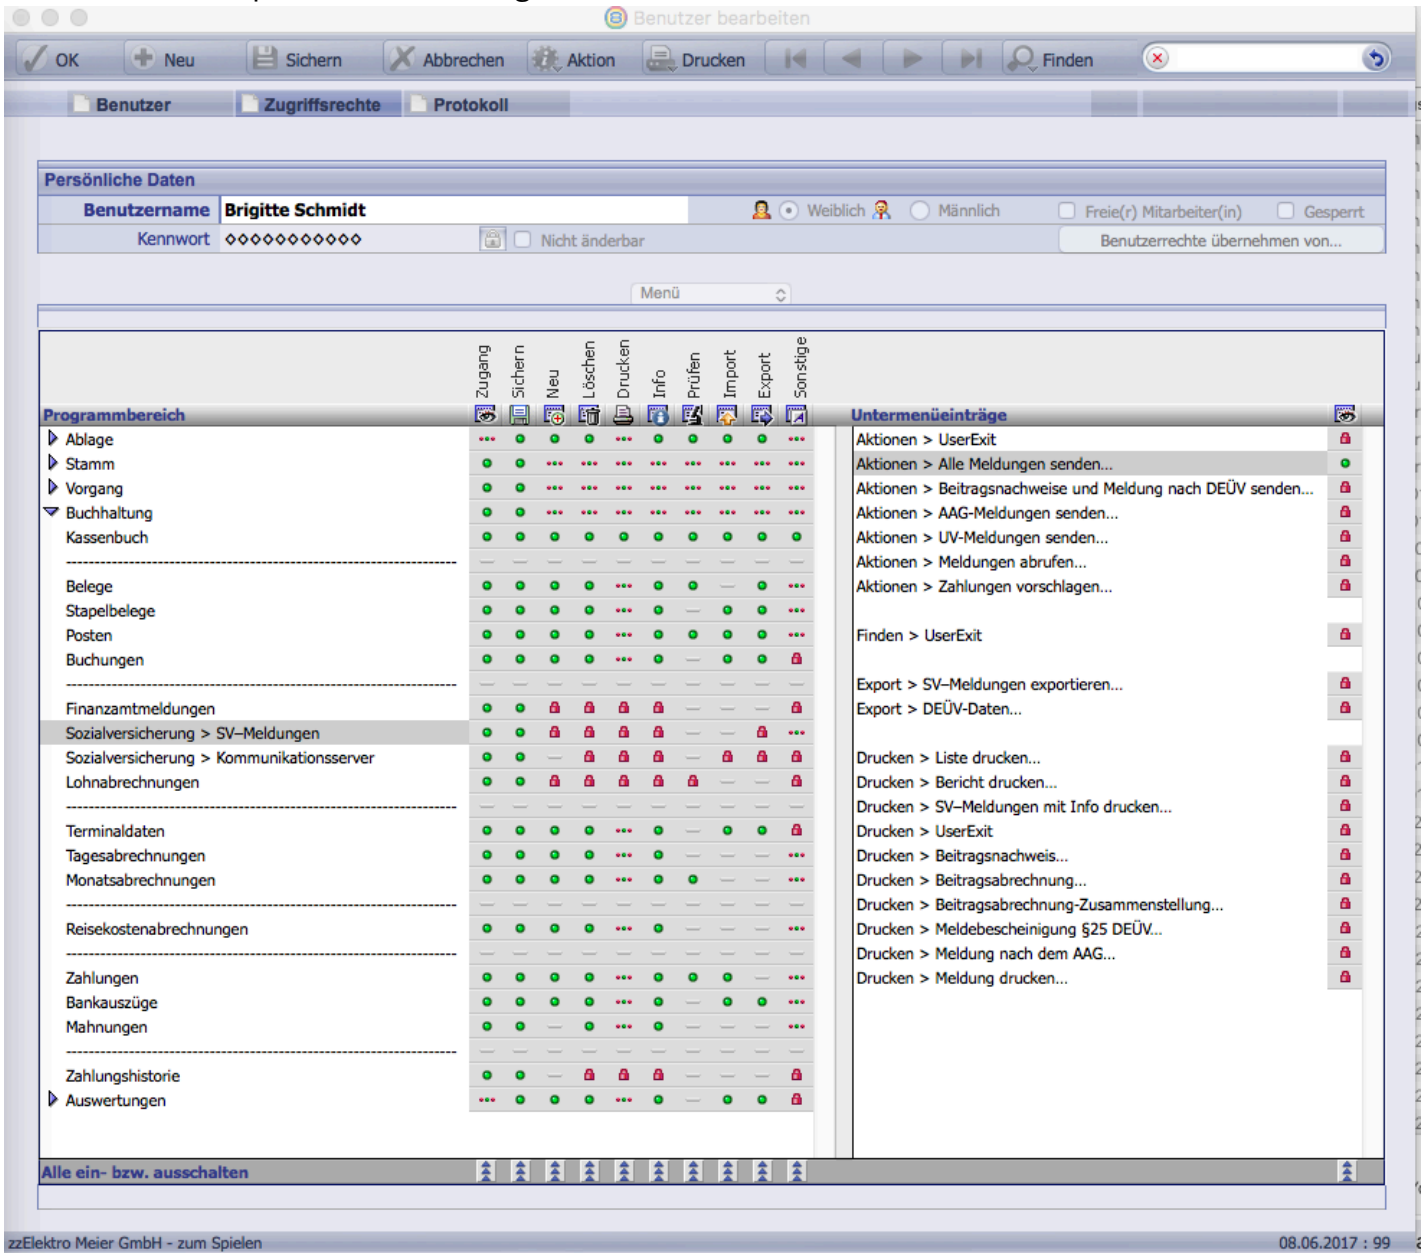 Benutzer bearbeiten
OK Neu Sichern Abbrechen Aktion Drucken Finden
Benutzer Zugriffsrechte Protokoll
Persönliche Daten
Benutzername Brigitte Schmidt Weiblich Männlich Freie(r) Mitarbeiter(in) Gesperrt
Kennwort Nicht änderbar Benutzerrechte übernehmen von...
Menü
Zugang Sichern Neu Löschen Drucken Info Prüfen Import Export Sonstige
Programmbereich Untermenüeinträge
Ablage Aktionen > UserExit
Stamm Aktionen > Alle Meldungen senden...
Vorgang Aktionen > Beitragsnachweise und Meldung nach DEÜV senden...
Buchhaltung Aktionen > AAG-Meldungen senden...
Kassenbuch Aktionen > UV-Meldungen senden...
Aktionen > Meldungen abrufen...
Belege Aktionen > Zahlungen vorschlagen...
Stapelbelege
Posten Finden > UserExit
Buchungen
Export > SV–Meldungen exportieren...
Finanzamtmeldungen Export > DEÜV-Daten...
Sozialversicherung > SV–Meldungen
Sozialversicherung > Kommunikationsserver Drucken > Liste drucken...
Lohnabrechnungen Drucken > Bericht drucken...
Drucken > SV–Meldungen mit Info drucken...
Terminaldaten Drucken > UserExit
Tagesabrechnungen Drucken > Beitragsnachweis...
Monatsabrechnungen Drucken > Beitragsabrechnung...
Drucken > Beitragsabrechnung-Zusammenstellung...
Reisekostenabrechnungen Drucken > Meldebescheinigung §25 DEÜV...
Drucken > Meldung nach dem AAG...
Zahlungen Drucken > Meldung drucken...
Bankauszüge
Mahnungen
Zahlungshistorie
Auswertungen
Alle ein- bzw. ausschalten
zzElektro Meier GmbH - zum Spielen 08.06.2017 : 99